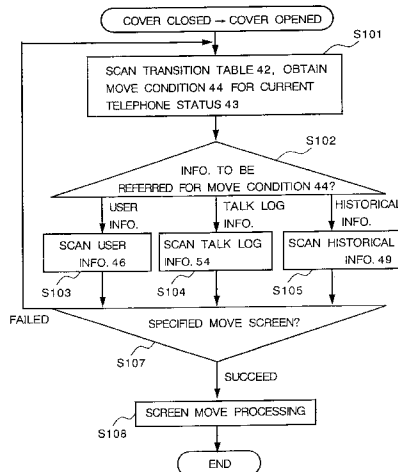 COVER CLOSED → COVER OPENED
S101
SCAN TRANSITION TABLE 42, OBTAIN
MOVE CONDITION 44 FOR CURRENT
TELEPHONE STATUS 43
S102
INFO. TO BE
REFERRED FOR MOVE CONDITION 44?
USER
INFO.
TALK LOG
INFO.
HISTORICAL
INFO.
SCAN USER
INFO. 46
SCAN TALK LOG
INFO. 54
SCAN HISTORICAL
INFO. 49
S103
S104
S105
FAILED
SPECIFIED MOVE SCREEN?
S107
SUCCEED
SCREEN MOVE PROCESSING
S108
END